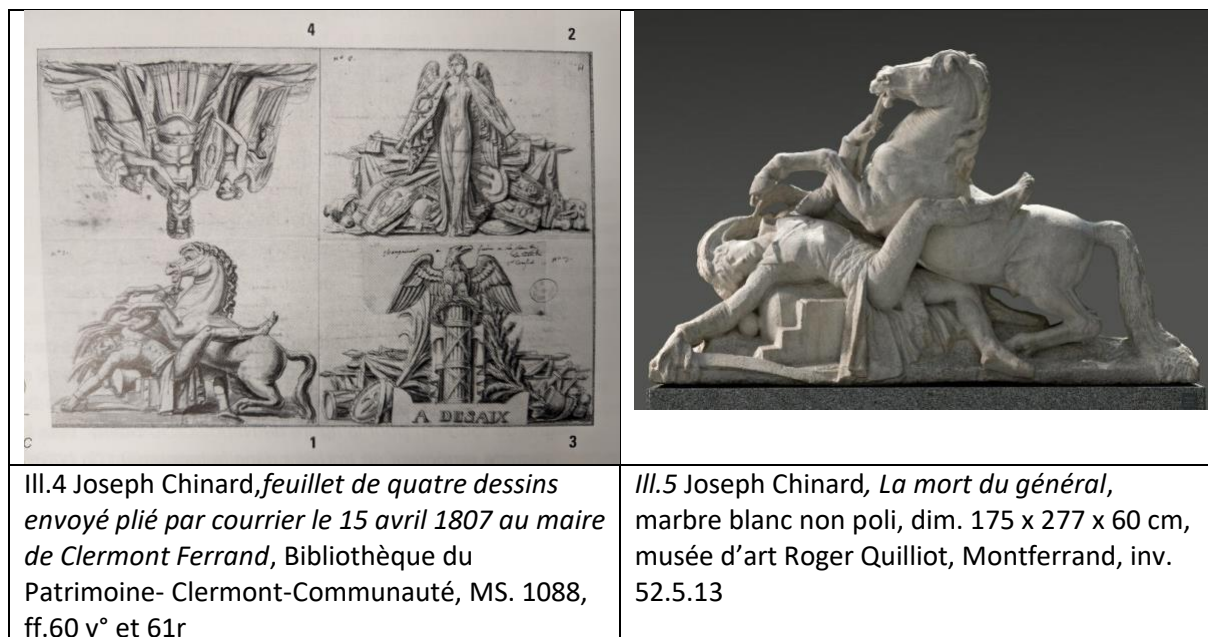 4
2
1
3
A DESAIX
Ill.4 Joseph Chinard,feuillet de quatre dessins
envoyé plié par courrier le 15 avril 1807 au maire
de Clermont Ferrand, Bibliothèque du
Patrimoine- Clermont-Communauté, MS. 1088,
ff.60 v° et 61r
Ill.5 Joseph Chinard, La mort du général,
marbre blanc non poli, dim. 175 x 277 x 60 cm,
musée d’art Roger Quilliot, Montferrand, inv.
52.5.13